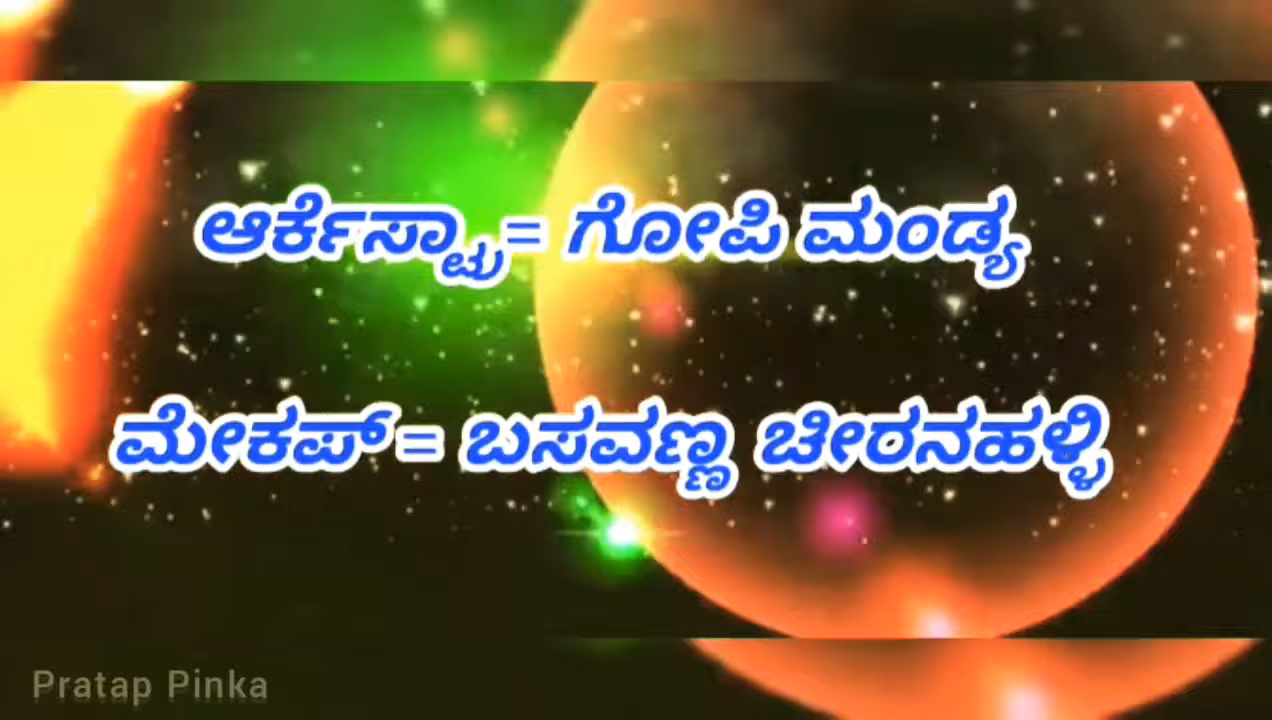 ಆರ್ಕೆಸ್ಟ್ರಾ = ಗೋಪಿ ಮಂಡ್ಯ
ಮೇಕಪ್ = ಬಸವಣ್ಣ ಚೀರನಹಳ್ಳಿ
Pratap Pinka